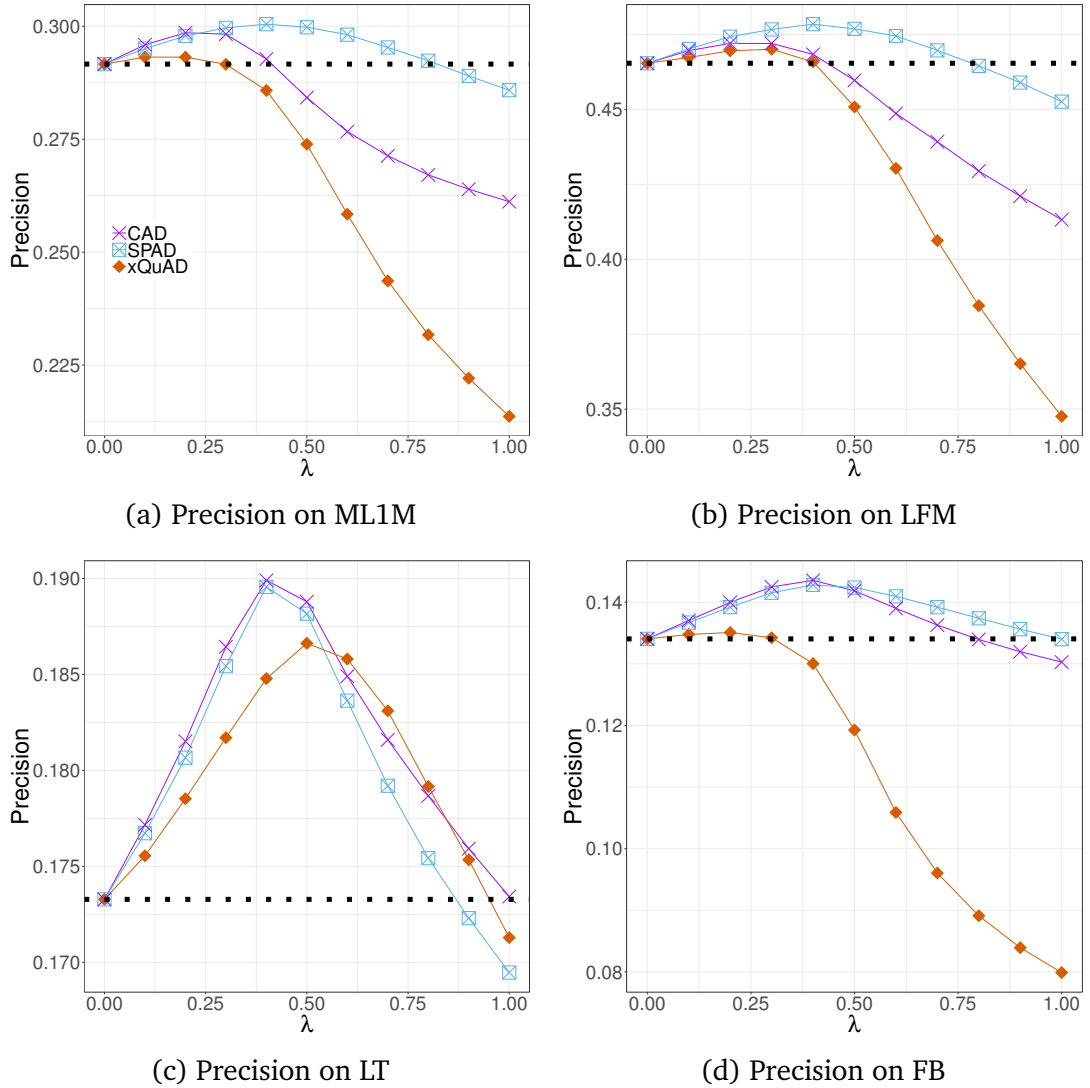 0.300
0.275
0.250
0.225
Precision
CAD
SPAD
xQuAD
0.00 0.25 0.50 0.75 1.00
λ
(a) Precision on ML1M
0.45
0.40
0.35
Precision
0.00 0.25 0.50 0.75 1.00
λ
(b) Precision on LFM
0.190
0.185
0.180
0.175
0.170
Precision
0.00 0.25 0.50 0.75 1.00
λ
(c) Precision on LT
0.14
0.12
0.10
0.08
Precision
0.00 0.25 0.50 0.75 1.00
λ
(d) Precision on FB